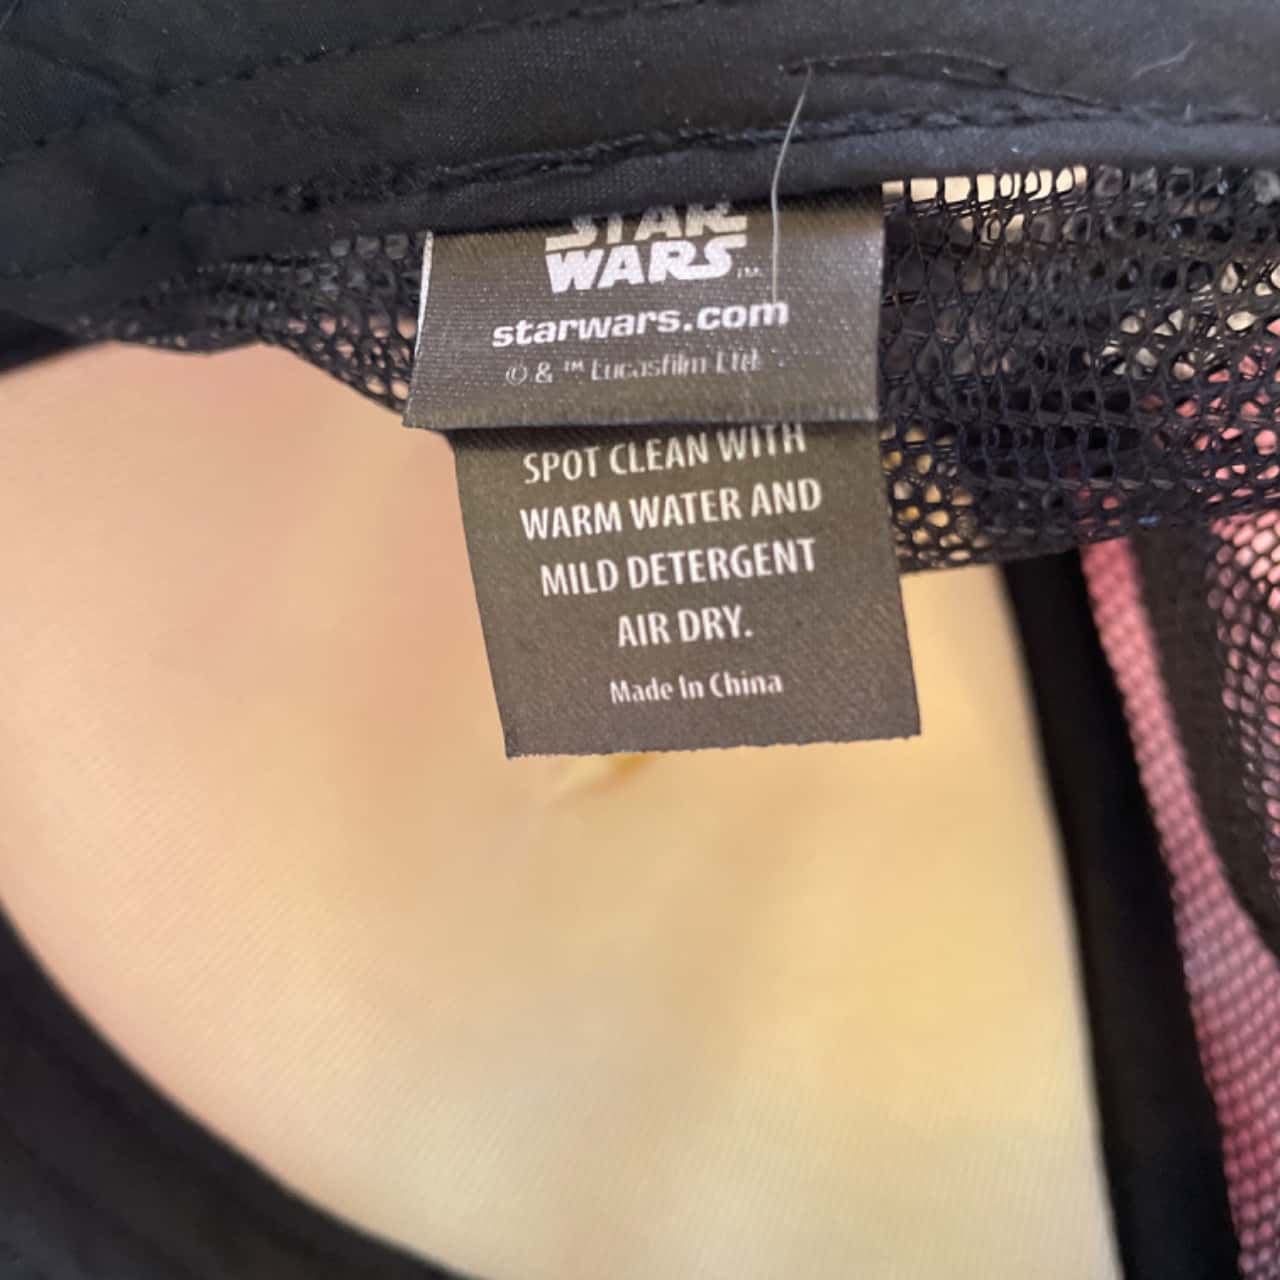 STAR
WARS™
starwars.com
© & ™ Lucasfilm Ltd.
SPOT CLEAN WITH
WARM WATER AND
MILD DETERGENT
AIR DRY.
Made In China